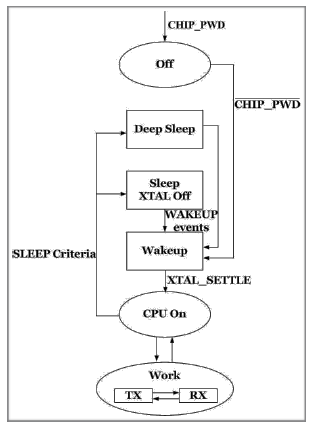 CHIP_PWD
Off
CHIP_PWD
Deep Sleep
Sleep
XTAL Off
WAKEUP
events
Wakeup
SLEEP Criteria
XTAL_SETTLE
CPU On
Work
TX
RX